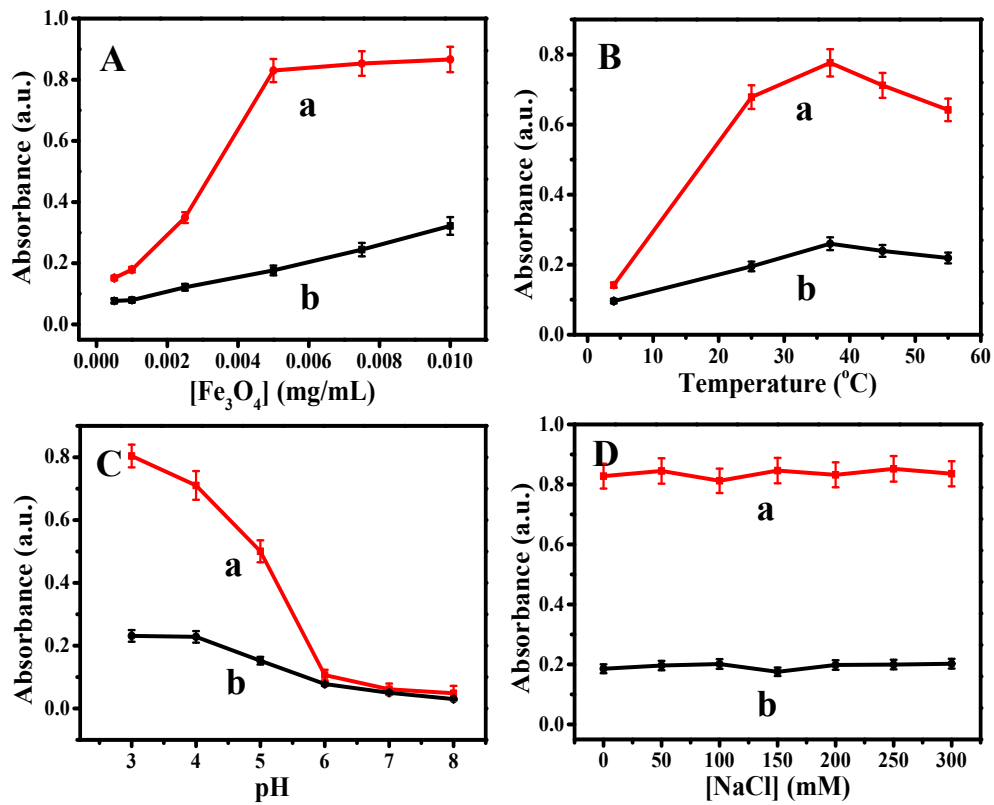 A
a
b
Absorbance (a.u.)
1.0
0.8
0.6
0.4
0.2
0.0
0.000 0.002 0.004 0.006 0.008 0.010
[Fe₃O₄] (mg/mL)
B
a
b
Absorbance (a.u.)
0.8
0.6
0.4
0.2
0.0
0 10 20 30 40 50 60
Temperature (°C)
C
a
b
Absorbance (a.u.)
0.8
0.6
0.4
0.2
0.0
3 4 5 6 7 8
pH
D
a
b
Absorbance (a.u.)
1.0
0.8
0.6
0.4
0.2
0.0
0 50 100 150 200 250 300
[NaCl] (mM)